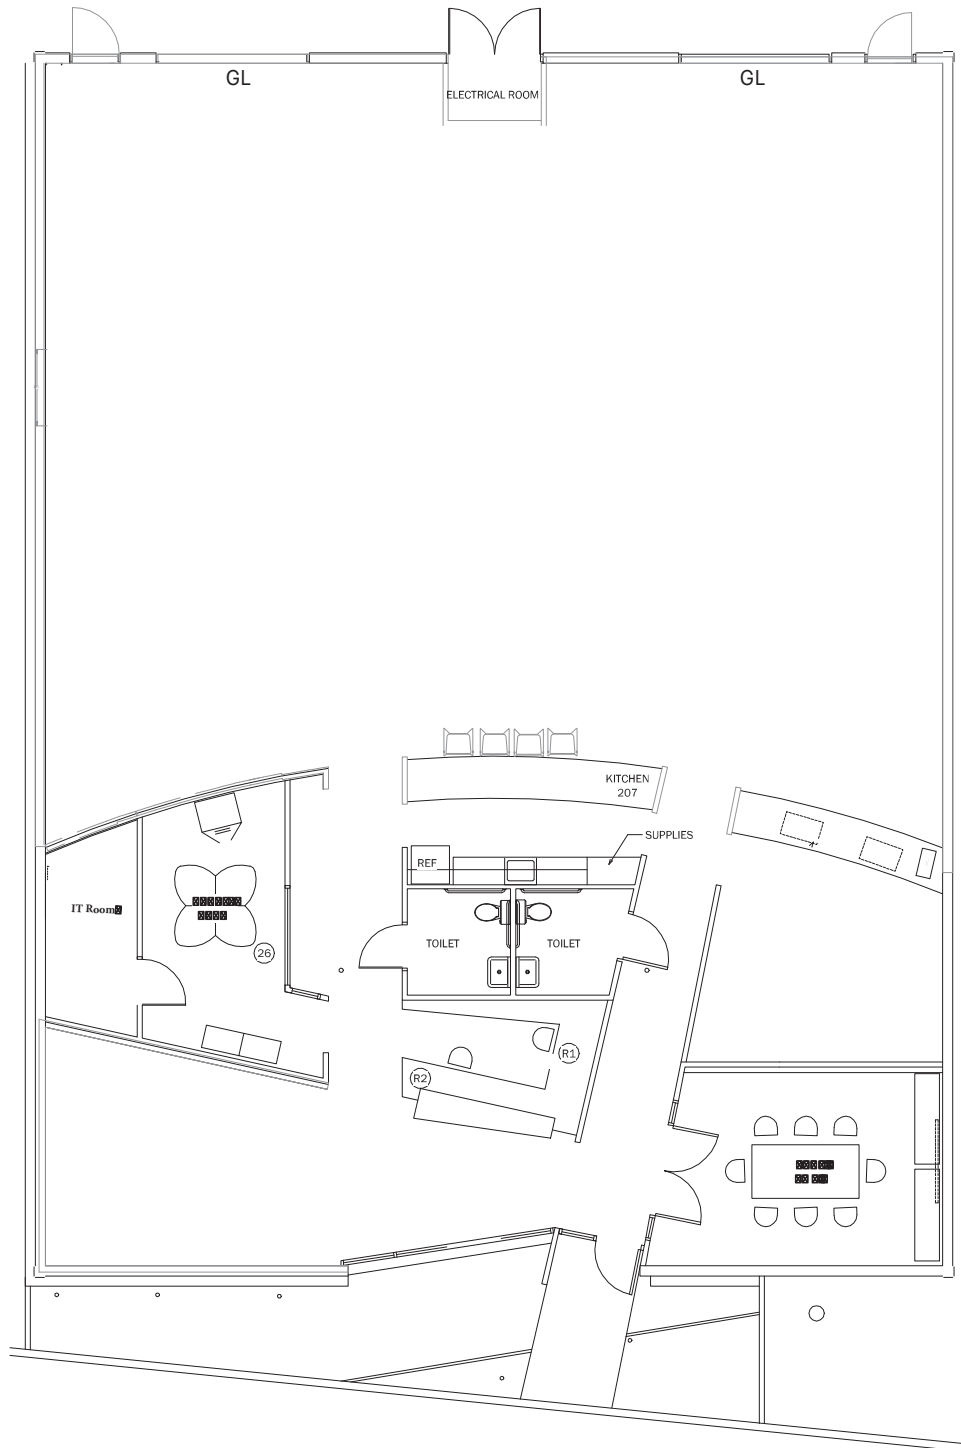 GL
GL
ELECTRICAL ROOM
KITCHEN
207
SUPPLIES
REF
IT Room
TOILET
TOILET
26
R1
R2